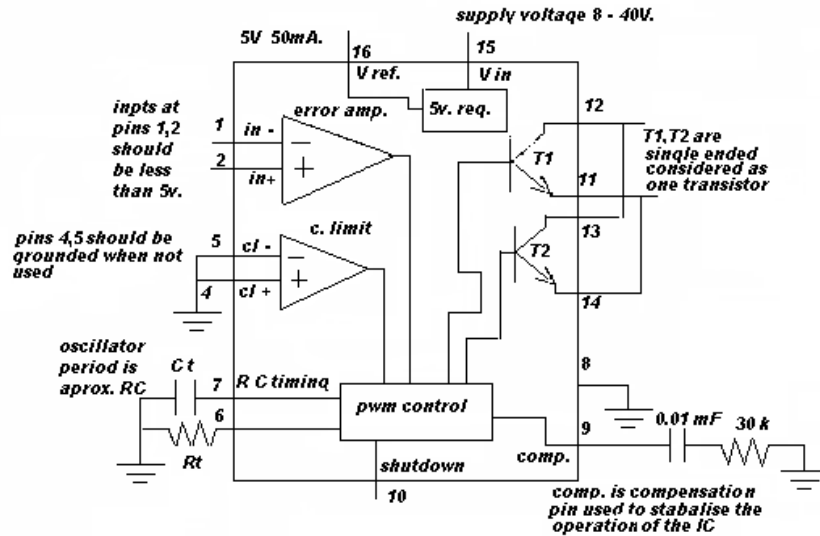 supply voltage 8 - 40V.
5V 50mA.
16
15
V ref.
V in
inpts at
pins 1,2
should
be less
than 5v.
error amp.
5v. reg.
12
1
in -
2
in+
T1
T1,T2 are
single ended
considered as
one transistor
11
c. limit
13
pins 4,5 should be
grounded when not
used
5
cl -
4
cl +
T2
14
oscillator
period is
aprox. RC
C t
7
R C timing
8
6
pwm control
Rt
0.01 mF
30 k
9
comp.
shutdown
10
comp. is compensation
pin used to stabalise the
operation of the IC